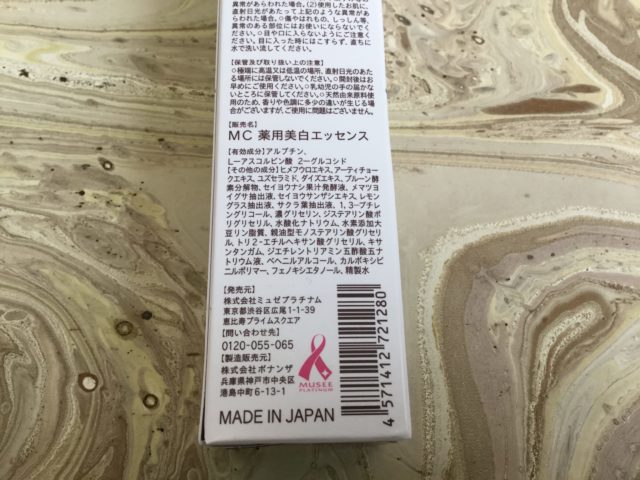 異常があらわれた場合。(2)使用したお肌に、
直射日光があたって上記のような異常があら
われた場合。○傷やはれもの、しっしん等、
異常のある部位にはお使いにならないでくだ
さい。○目や口に入らないようにご注意くださ
い。目に入った時にはこすらず、直ちに
水で洗い流してください。
【保管及び取り扱い上の注意】
○極端に高温又は低温の場所、直射日光のあた
る場所には保管しないでください。○開封後はお
早めにご使用ください。○乳幼児の手の届かな
いところに保管してください。○天然由来原料使
用のため、香りや色調に多少の違いが生じる場
合がございますが、ご使用に問題はございません。
【販売名】
MC 薬用美白エッセンス
【有効成分】アルブチン、
L-アスコルビン酸 2-グルコシド
【その他の成分】ヒメフウロエキス、アーティチョー
クエキス、ユズセラミド、ダイズエキス、プルーン酵
素分解物、セイヨウナシ果汁発酵液、メマツヨ
イグサ抽出液、セイヨウサンザシエキス、レモン
グラス抽出液、サクラ葉抽出液、1,3-ブチレ
ングリコール、濃グリセリン、ジステアリン酸ポ
リグリセリル、水酸化ナトリウム、水素添加大
豆リン脂質、親油型モノステアリン酸グリセリ
ル、トリ2-エチルヘキサン酸グリセリル、キサ
ンタンガム、ジエチレントリアミン五酢酸五ナ
トリウム液、ベヘニルアルコール、カルボキシビ
ニルポリマー、フェノキシエタノール、精製水
【発売元】
株式会社ミュゼプラチナム
東京都渋谷区広尾1-1-39
恵比寿プライムスクエア
【問い合わせ先】
0120-055-065
【製造販売元】
株式会社ボナンザ
兵庫県神戸市中央区
港島中町6-13-1
MUSEE
PLATINUM
4 571412 721280
MADE IN JAPAN